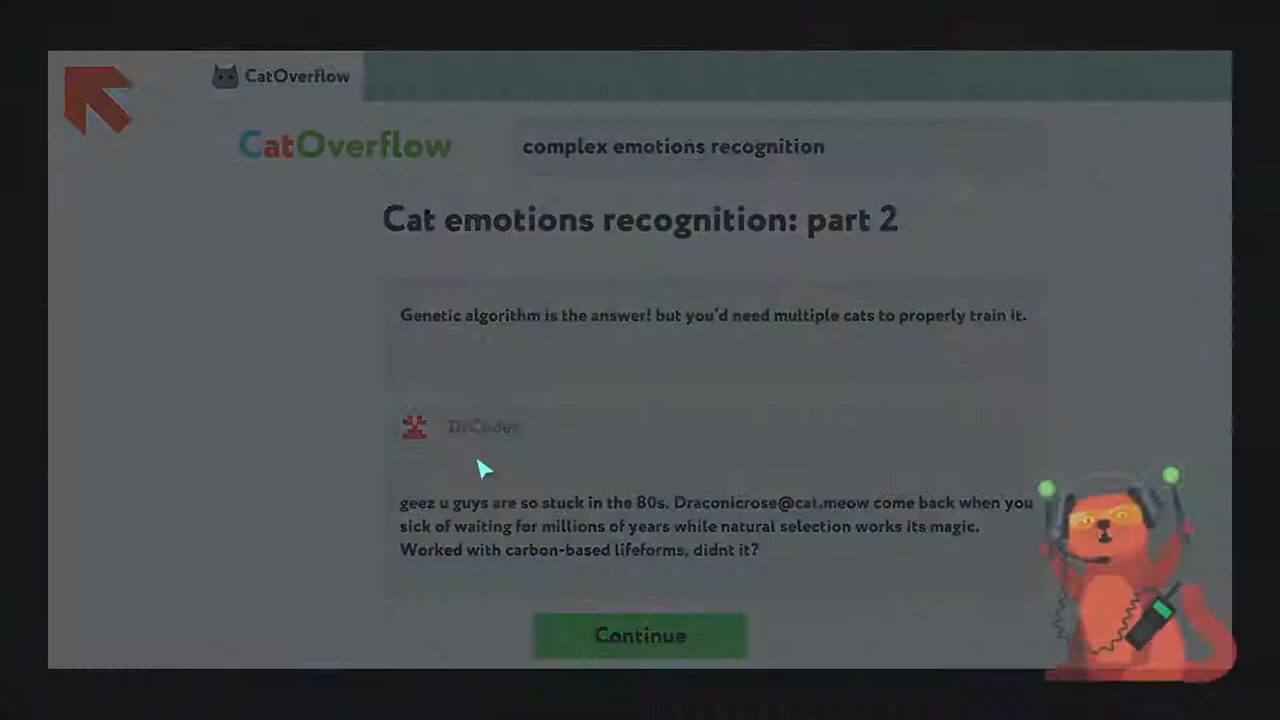 CatOverflow
CatOverflow
complex emotions recognition
Cat emotions recognition: part 2
Genetic algorithm is the answer! but you'd need multiple cats to properly train it.
DrCoder
geez u guys are so stuck in the 80s. Draconicrose@cat.meow come back when you
sick of waiting for millions of years while natural selection works its magic.
Worked with carbon-based lifeforms, didnt it?
Continue